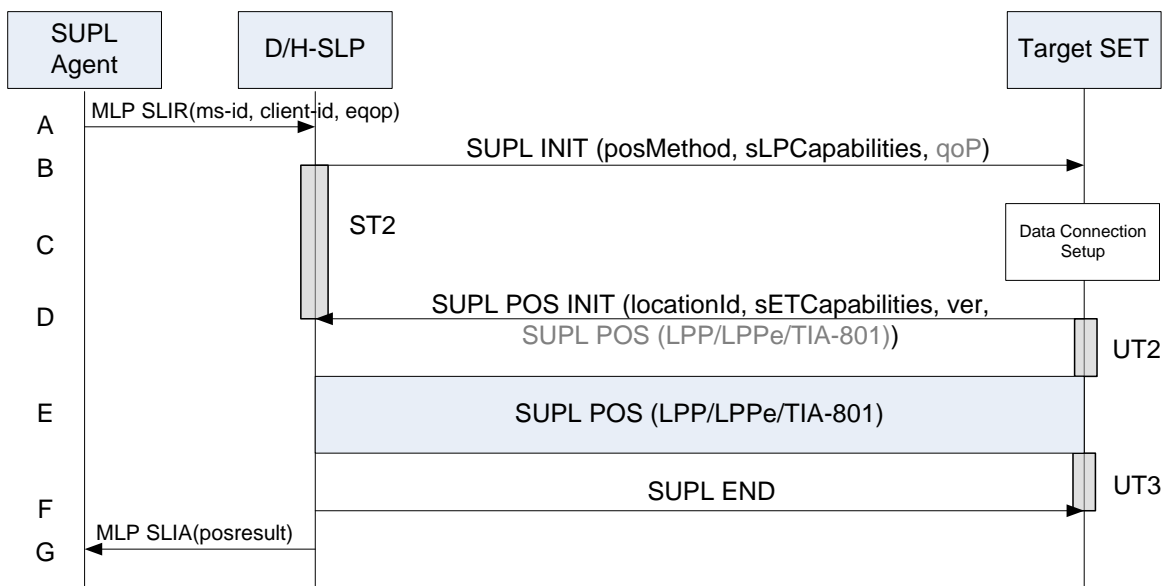 SUPL
Agent
D/H-SLP
Target SET
A
MLP SLIR(ms-id, client-id, eqop)
B
SUPL INIT (posMethod, sLPCapabilities, qoP)
C
ST2
Data Connection
Setup
D
SUPL POS INIT (locationId, sETCapabilities, ver,
SUPL POS (LPP/LPPe/TIA-801))
UT2
E
SUPL POS (LPP/LPPe/TIA-801)
UT3
F
SUPL END
MLP SLIA(posresult)
G